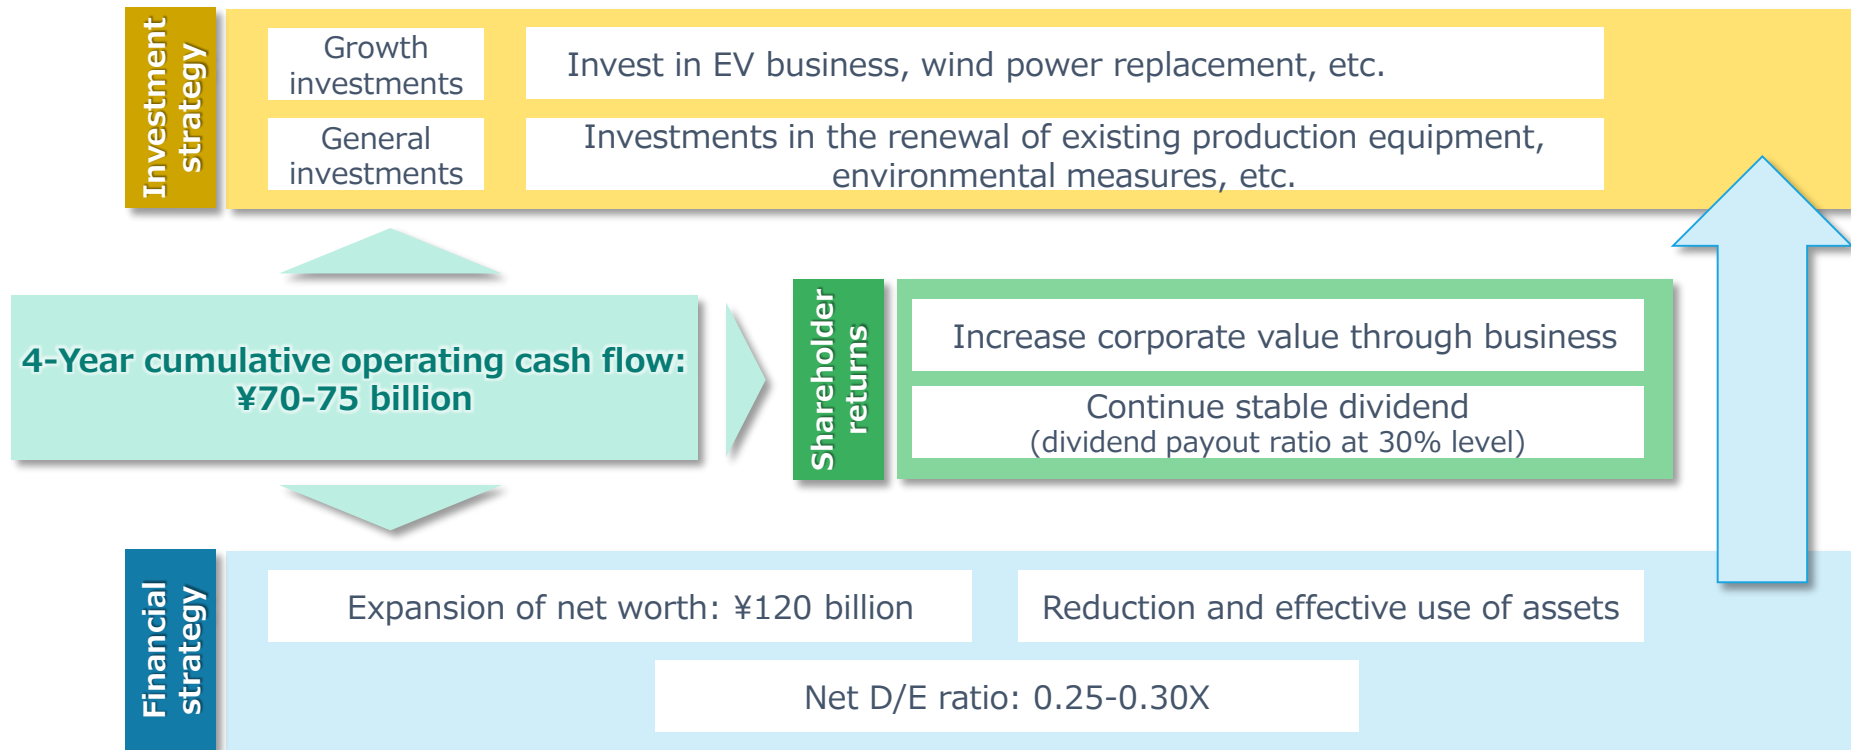 Investment
strategy
Growth
investments
Invest in EV business, wind power replacement, etc.
General
investments
Investments in the renewal of existing production equipment,
environmental measures, etc.
4-Year cumulative operating cash flow:
¥70-75 billion
Shareholder
returns
Increase corporate value through business
Continue stable dividend
(dividend payout ratio at 30% level)
Financial
strategy
Expansion of net worth: ¥120 billion
Reduction and effective use of assets
Net D/E ratio: 0.25-0.30X